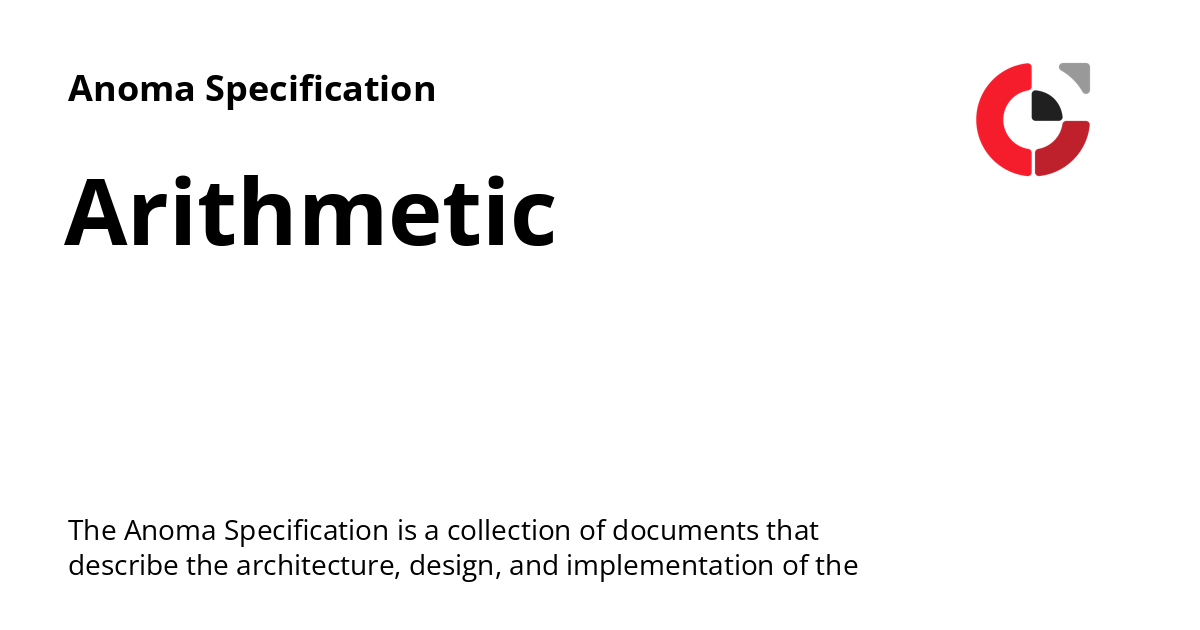 Anoma Specification
Arithmetic
The Anoma Specification is a collection of documents that
describe the architecture, design, and implementation of the